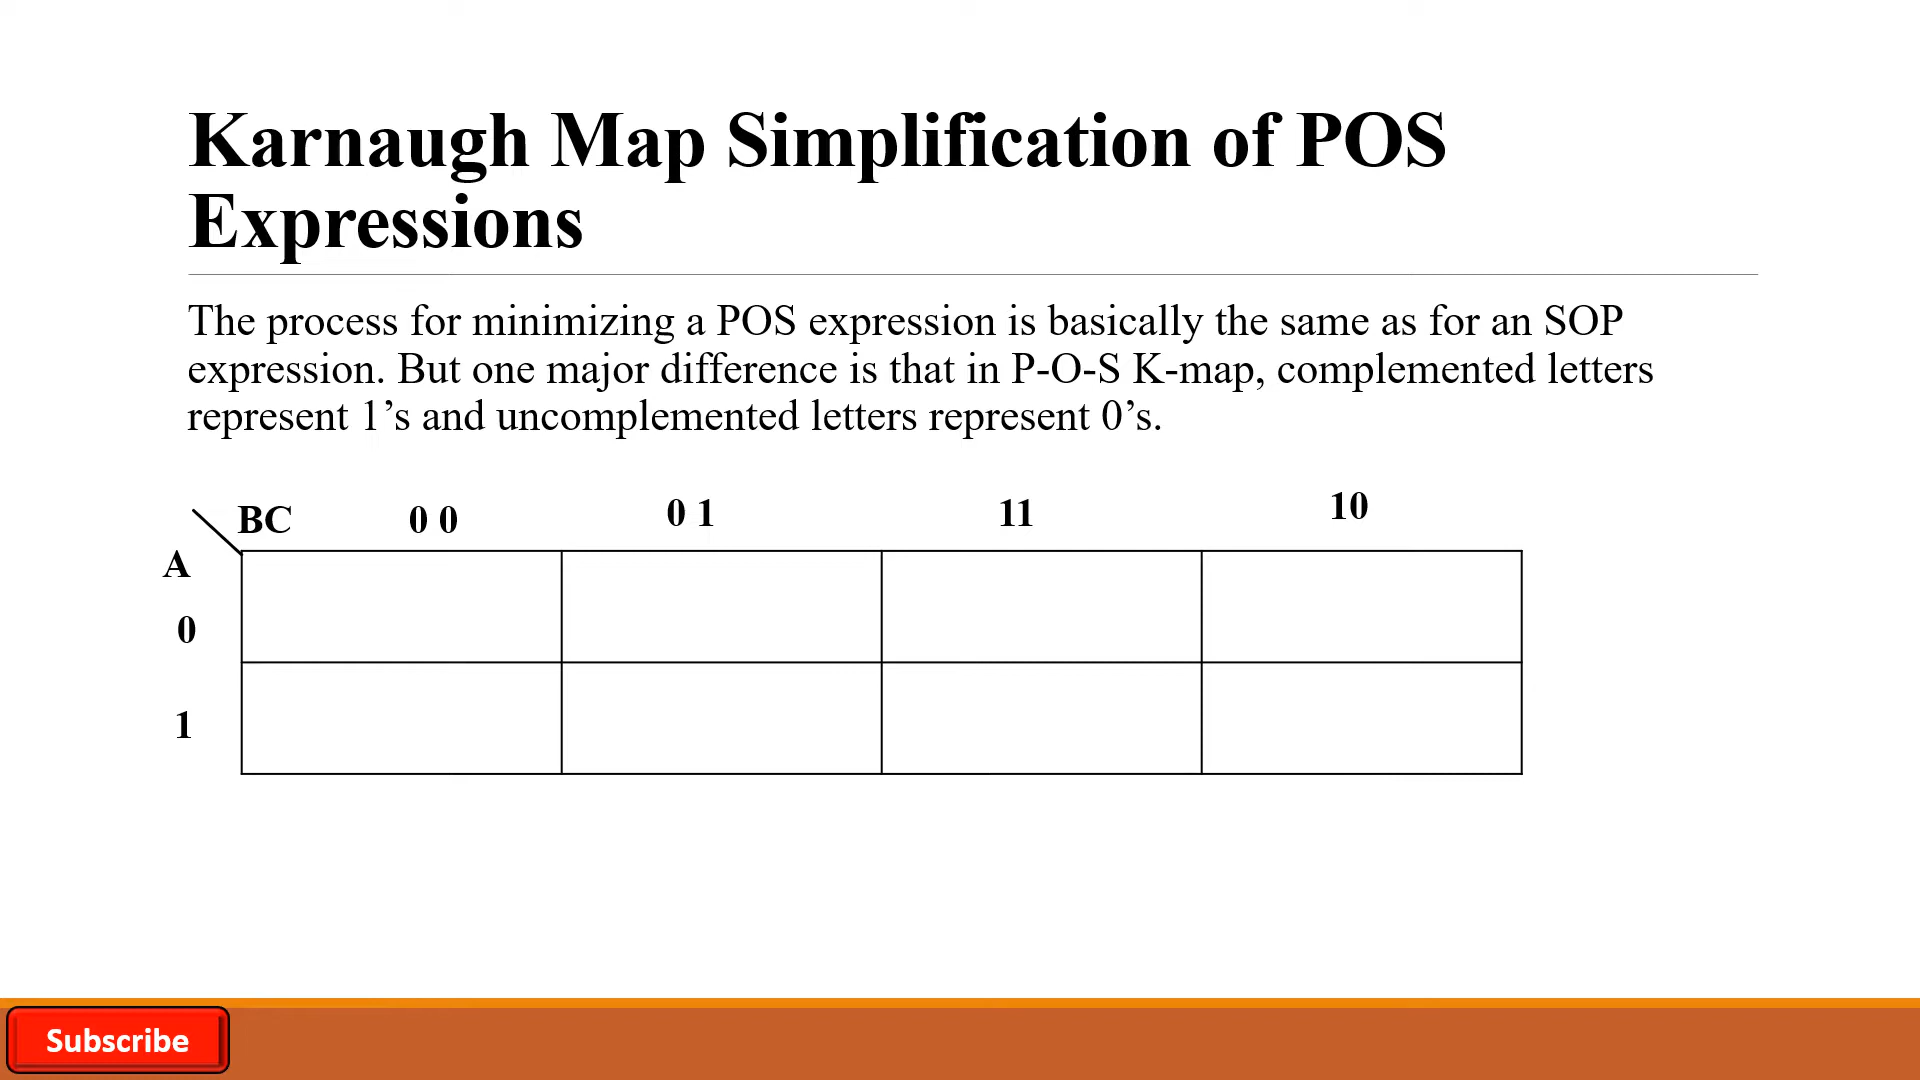 Karnaugh Map Simplification of POS
Expressions
The process for minimizing a POS expression is basically the same as for an SOP
expression. But one major difference is that in P-O-S K-map, complemented letters
represent 1’s and uncomplemented letters represent 0’s.
BC 0 0 0 1 11 10
A
0
1
Subscribe